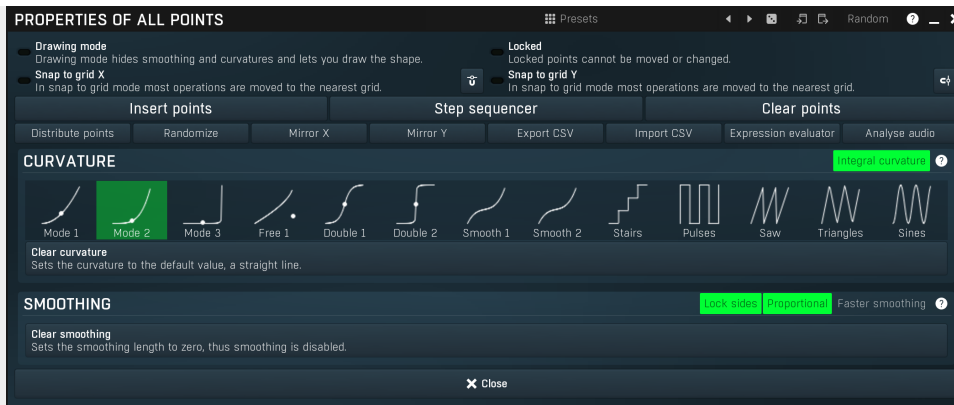 PROPERTIES OF ALL POINTS Presets Random ?
Drawing mode
Drawing mode hides smoothing and curvatures and lets you draw the shape.
Locked
Locked points cannot be moved or changed.
Snap to grid X
In snap to grid mode most operations are moved to the nearest grid.
Snap to grid Y
In snap to grid mode most operations are moved to the nearest grid.
Insert points Step sequencer Clear points
Distribute points Randomize Mirror X Mirror Y Export CSV Import CSV Expression evaluator Analyse audio
CURVATURE Integral curvature ?
Mode 1 Mode 2 Mode 3 Free 1 Double 1 Double 2 Smooth 1 Smooth 2 Stairs Pulses Saw Triangles Sines
Clear curvature
Sets the curvature to the default value, a straight line.
SMOOTHING Lock sides Proportional Faster smoothing ?
Clear smoothing
Sets the smoothing length to zero, thus smoothing is disabled.
Close